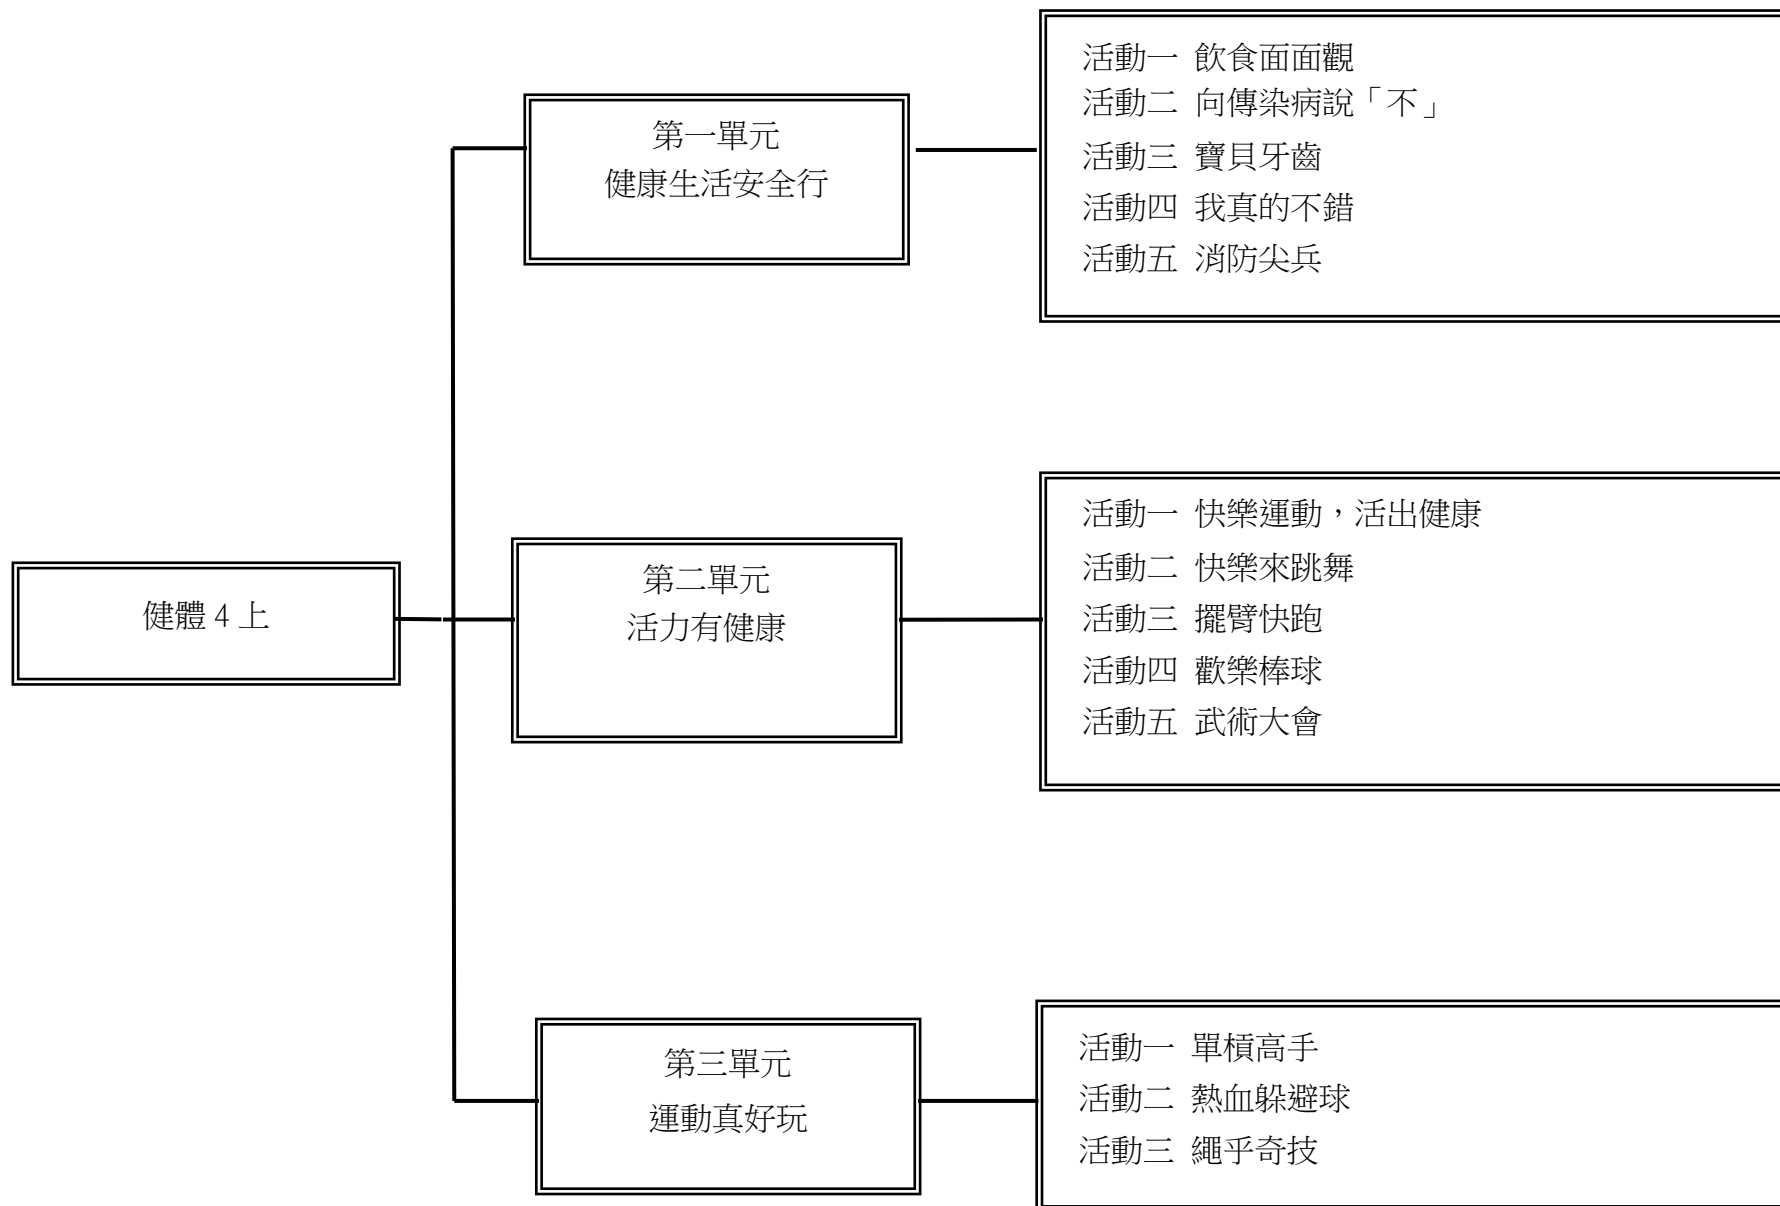 健體4上
第一單元
健康生活安全行
活動一 飲食面面觀
活動二 向傳染病說「不」
活動三 寶貝牙齒
活動四 我真的不錯
活動五 消防尖兵
第二單元
活力有健康
活動一 快樂運動，活出健康
活動二 快樂來跳舞
活動三 擺臂快跑
活動四 歡樂棒球
活動五 武術大會
第三單元
運動真好玩
活動一 單槓高手
活動二 熱血躲避球
活動三 繩乎奇技